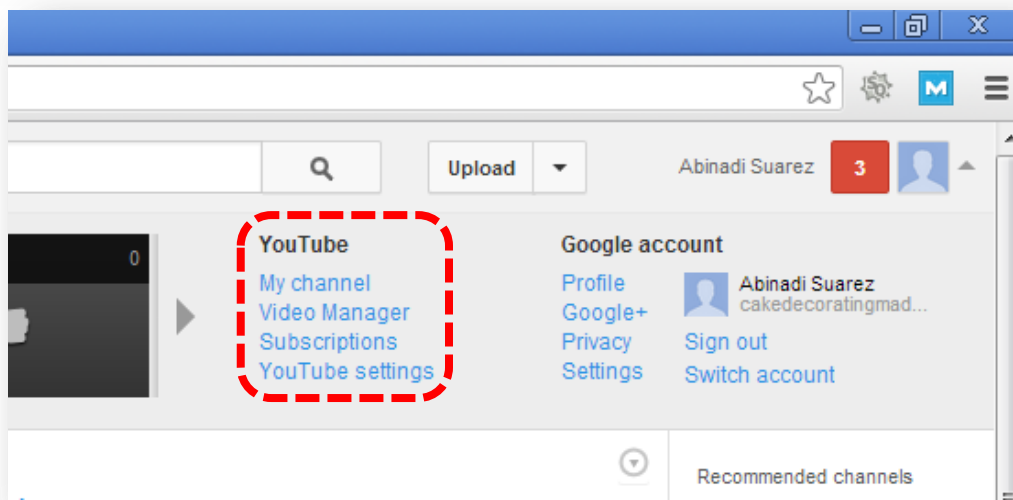 Upload
Abinadi Suarez
3
0
YouTube
My channel
Video Manager
Subscriptions
YouTube settings
Google account
Profile
Google+
Privacy
Settings
Abinadi Suarez
cakedecoratingmad...
Sign out
Switch account
Recommended channels